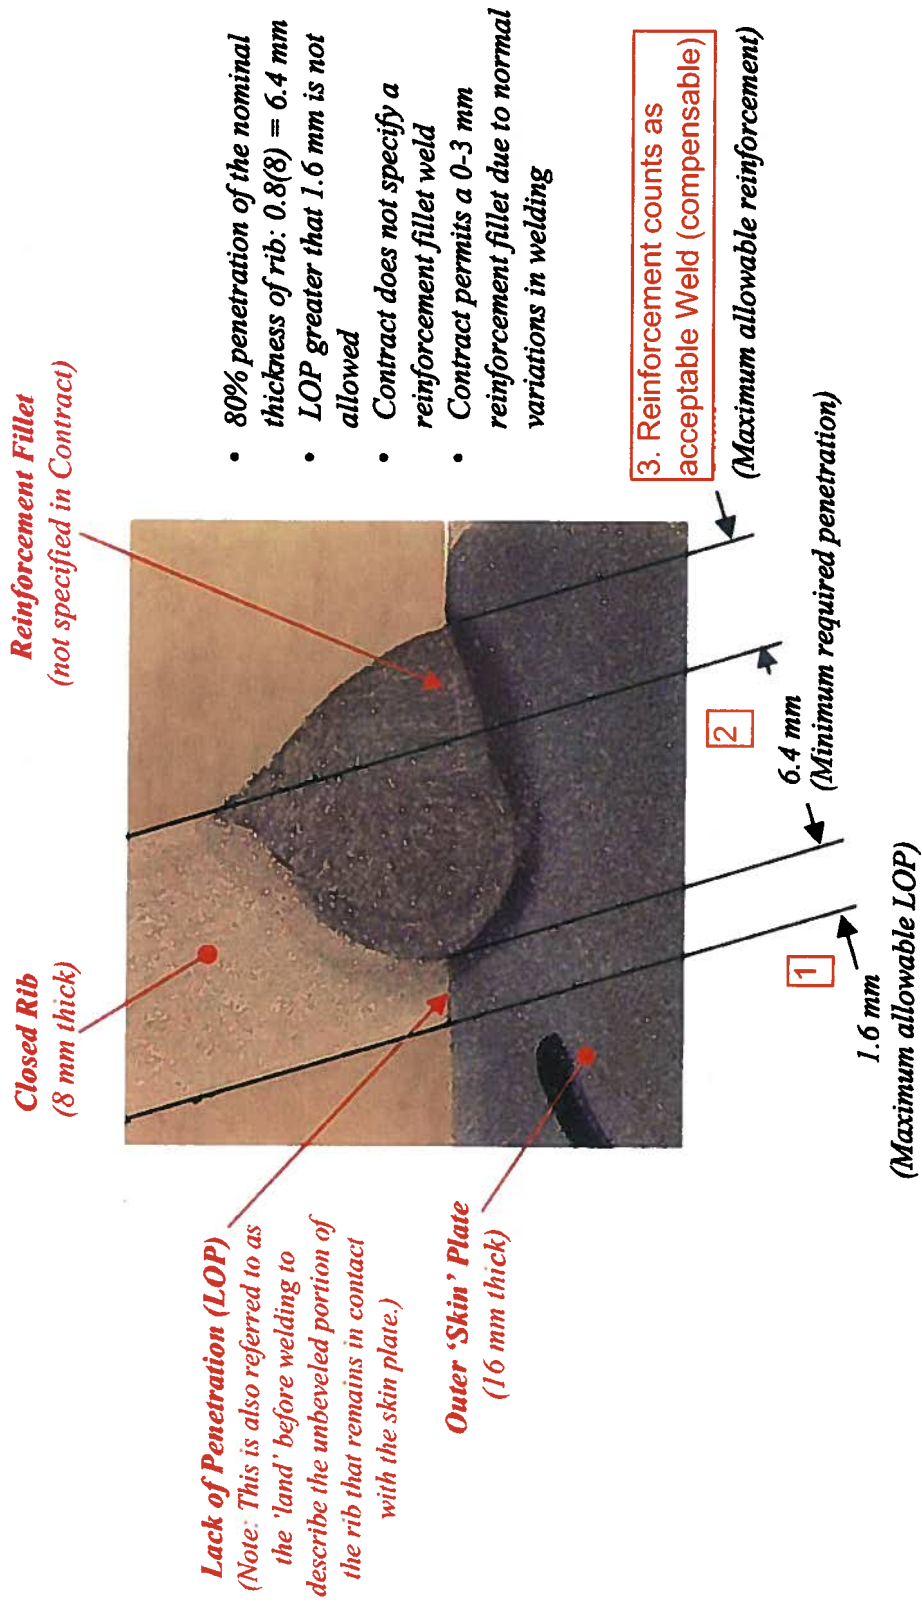 Closed Rib
(8 mm thick)
Reinforcement Fillet
(not specified in Contract)
Lack of Penetration (LOP)
(Note: This is also referred to as
the 'land' before welding to
describe the unbeveled portion of
the rib that remains in contact
with the skin plate.)
Outer 'Skin' Plate
(16 mm thick)
• 80% penetration of the nominal
thickness of rib: 0.8(8) = 6.4 mm
• LOP greater that 1.6 mm is not
allowed
• Contract does not specify a
reinforcement fillet weld
• Contract permits a 0-3 mm
reinforcement fillet due to normal
variations in welding
3. Reinforcement counts as
acceptable Weld (compensable)
(Maximum allowable reinforcement)
2
6.4 mm
(Minimum required penetration)
1
1.6 mm
(Maximum allowable LOP)